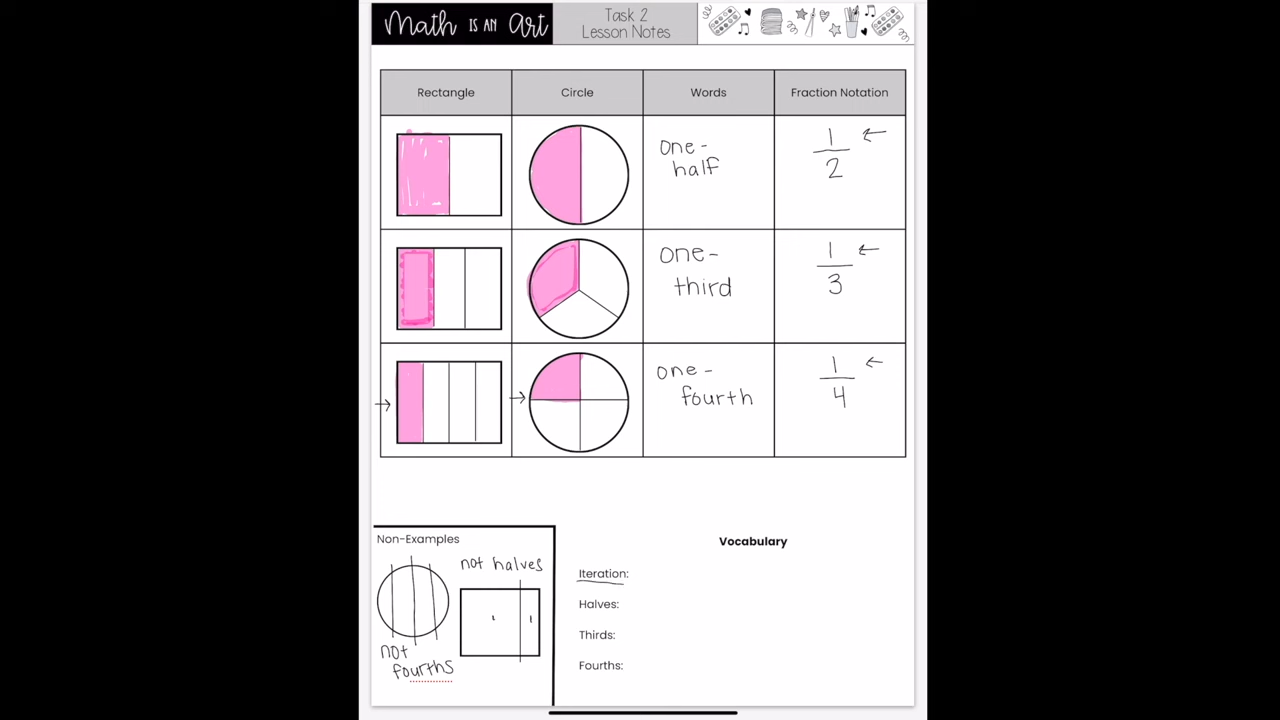 Math IS AN Art
Task 2
Lesson Notes
Rectangle
Circle
Words
Fraction Notation
one-
half
1
2
one-
third
1
3
one-
fourth
1
4
Non-Examples
not halves
not
fourths
Vocabulary
Iteration:
Halves:
Thirds:
Fourths: